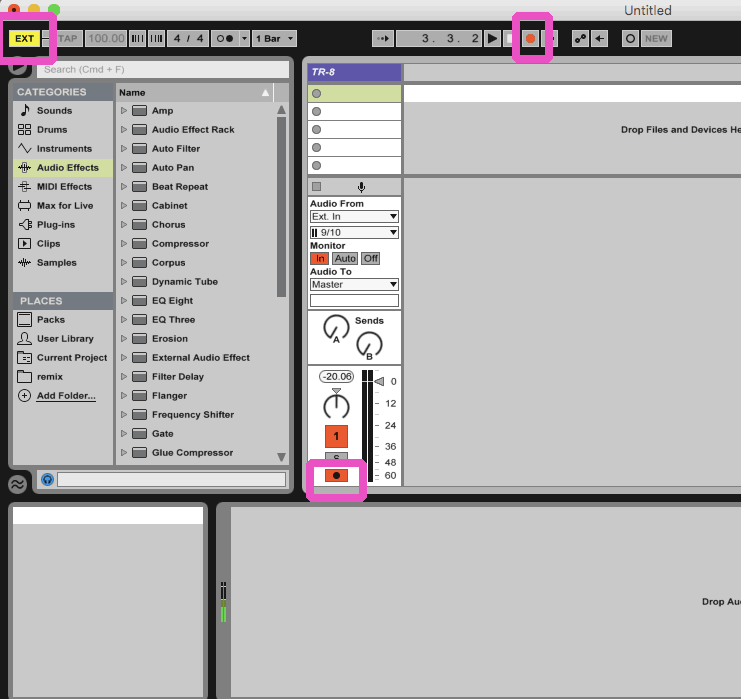 Untitled
EXT TAP 100.00 4 / 4 1 Bar 3. 3. 2 NEW
Search (Cmd + F)
CATEGORIES
Sounds
Drums
Instruments
Audio Effects
MIDI Effects
Max for Live
Plug-ins
Clips
Samples
PLACES
Packs
User Library
Current Project
remix
Add Folder...
Name
Amp
Audio Effect Rack
Auto Filter
Auto Pan
Beat Repeat
Cabinet
Chorus
Compressor
Corpus
Dynamic Tube
EQ Eight
EQ Three
Erosion
External Audio Effect
Filter Delay
Flanger
Frequency Shifter
Gate
Glue Compressor
TR-8
Audio From
Ext. In
9/10
Monitor
In Auto Off
Audio To
Master
Sends
A
B
-20.06
0
12
24
36
48
60
1
S
Drop Files and Devices He
Drop Au